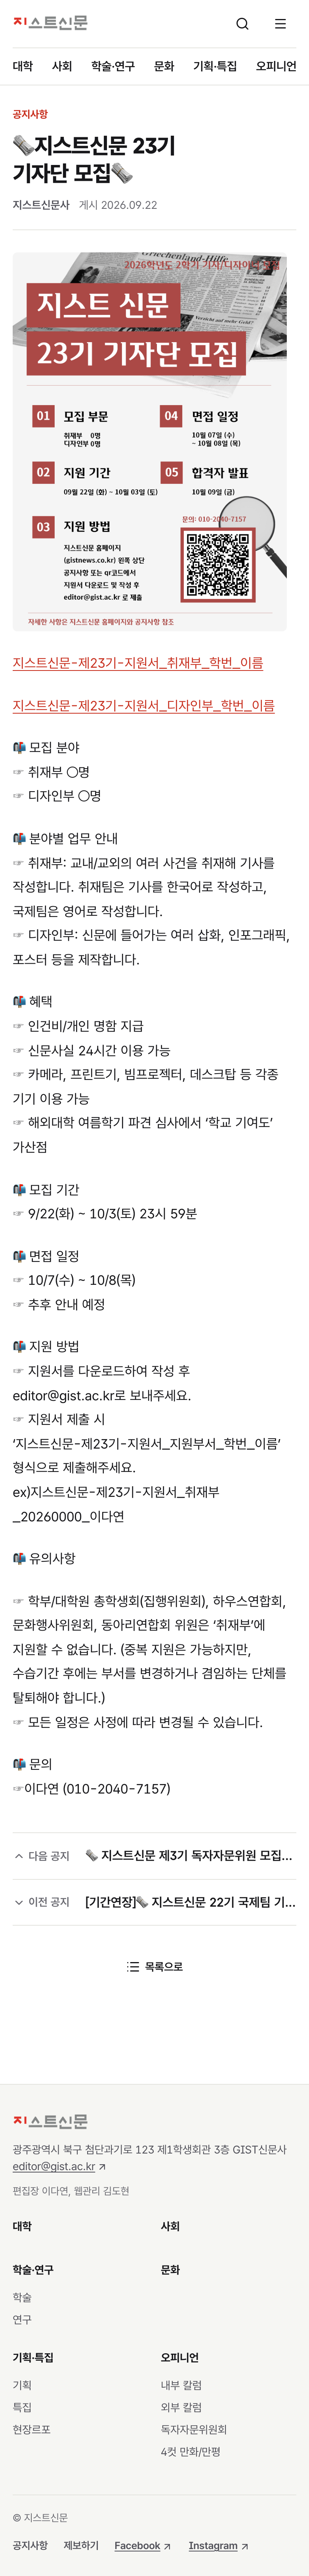 지스트신문
대학 사회 학술·연구 문화 기획·특집 오피니언
공지사항
🗞️지스트신문 23기
기자단 모집🗞️
지스트신문사 게시 2026.09.22
Griechenland-Hilfe
2026학년도 2학기 기자/디자이너 모집
지스트 신문
23기 기자단 모집
01 모집 부문
취재부 0명
디자인부 0명
04 면접 일정
10월 07일 (수)
~ 10월 08일 (목)
02 지원 기간
09월 22일 (화) ~ 10월 03일 (토)
05 합격자 발표
10월 09일 (금)
03 지원 방법
지스트신문 홈페이지
(gistnews.co.kr) 왼쪽 상단
공지사항 또는 qr코드에서
지원서 다운로드 및 작성 후
editor@gist.ac.kr 로 제출
문의: 010-2040-7157
자세한 사항은 지스트신문 홈페이지와 공지사항 참조
지스트신문-제23기-지원서_취재부_학번_이름
지스트신문-제23기-지원서_디자인부_학번_이름
📬 모집 분야
☞ 취재부 〇명
☞ 디자인부 〇명
📬 분야별 업무 안내
☞ 취재부: 교내/교외의 여러 사건을 취재해 기사를
작성합니다. 취재팀은 기사를 한국어로 작성하고,
국제팀은 영어로 작성합니다.
☞ 디자인부: 신문에 들어가는 여러 삽화, 인포그래픽,
포스터 등을 제작합니다.
📬 혜택
☞ 인건비/개인 명함 지급
☞ 신문사실 24시간 이용 가능
☞ 카메라, 프린트기, 빔프로젝터, 데스크탑 등 각종
기기 이용 가능
☞ 해외대학 여름학기 파견 심사에서 ‘학교 기여도’
가산점
📬 모집 기간
☞ 9/22(화) ~ 10/3(토) 23시 59분
📬 면접 일정
☞ 10/7(수) ~ 10/8(목)
☞ 추후 안내 예정
📬 지원 방법
☞ 지원서를 다운로드하여 작성 후
editor@gist.ac.kr로 보내주세요.
☞ 지원서 제출 시
‘지스트신문-제23기-지원서_지원부서_학번_이름’
형식으로 제출해주세요.
ex)지스트신문-제23기-지원서_취재부
_20260000_이다연
📬 유의사항
☞ 학부/대학원 총학생회(집행위원회), 하우스연합회,
문화행사위원회, 동아리연합회 위원은 ‘취재부’에
지원할 수 없습니다. (중복 지원은 가능하지만,
수습기간 후에는 부서를 변경하거나 겸임하는 단체를
탈퇴해야 합니다.)
☞ 모든 일정은 사정에 따라 변경될 수 있습니다.
📬 문의
☞이다연 (010-2040-7157)
다음 공지 🗞️ 지스트신문 제3기 독자자문위원 모집...
이전 공지 [기간연장]🗞️ 지스트신문 22기 국제팀 기...
목록으로
지스트신문
광주광역시 북구 첨단과기로 123 제1학생회관 3층 GIST신문사
editor@gist.ac.kr ↗
편집장 이다연, 웹관리 김도현
대학 사회
학술·연구 문화
학술
연구
기획·특집 오피니언
기획 내부 칼럼
특집 외부 칼럼
현장르포 독자자문위원회
4컷 만화/만평
© 지스트신문
공지사항 제보하기 Facebook ↗ Instagram ↗